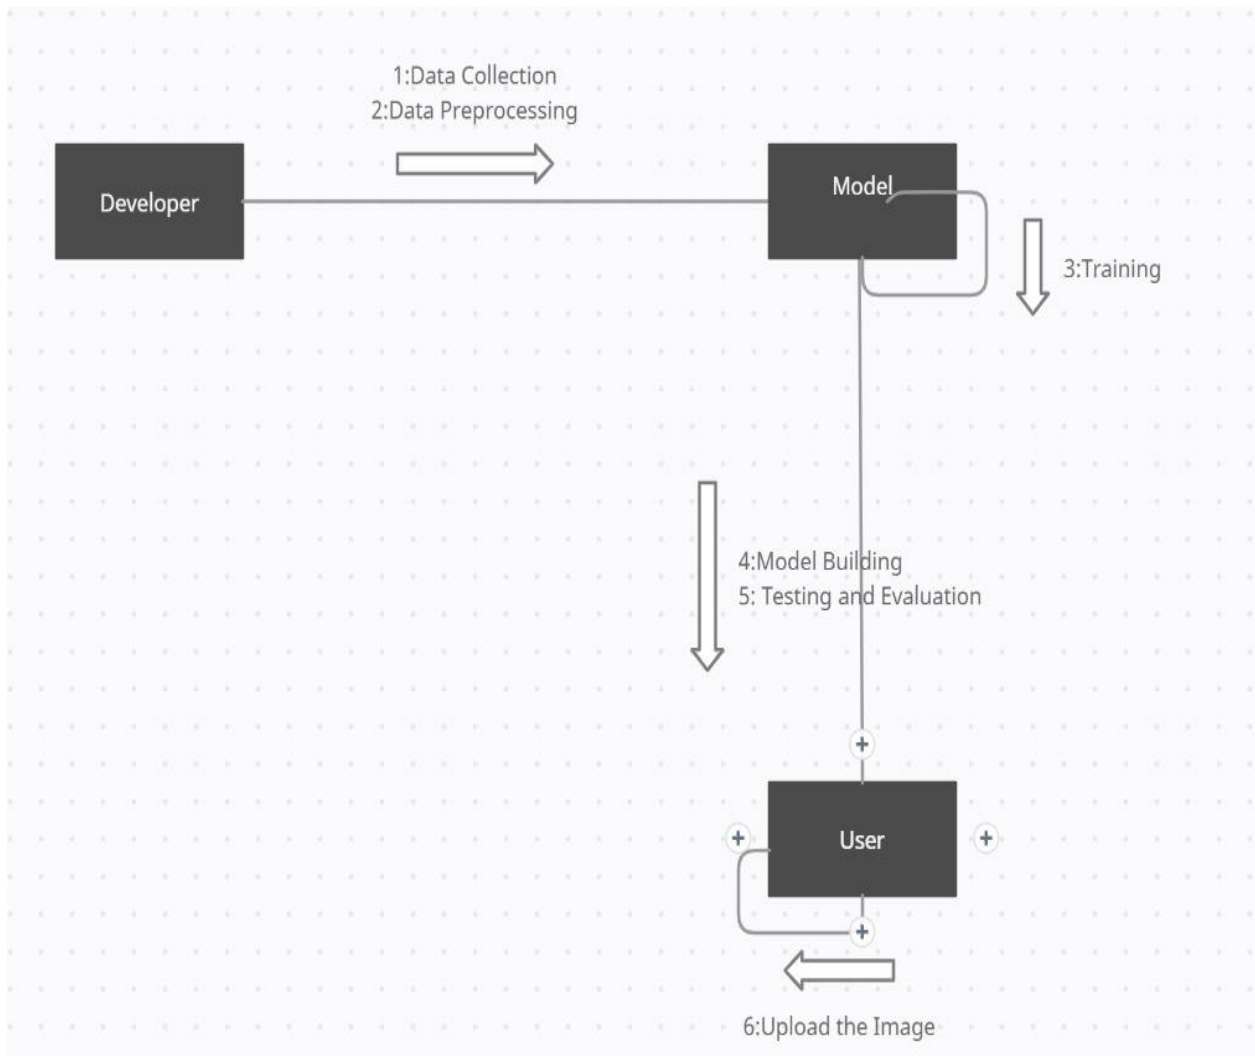 1:Data Collection
2:Data Preprocessing
Developer
Model
3:Training
4:Model Building
5: Testing and Evaluation
User
6:Upload the Image